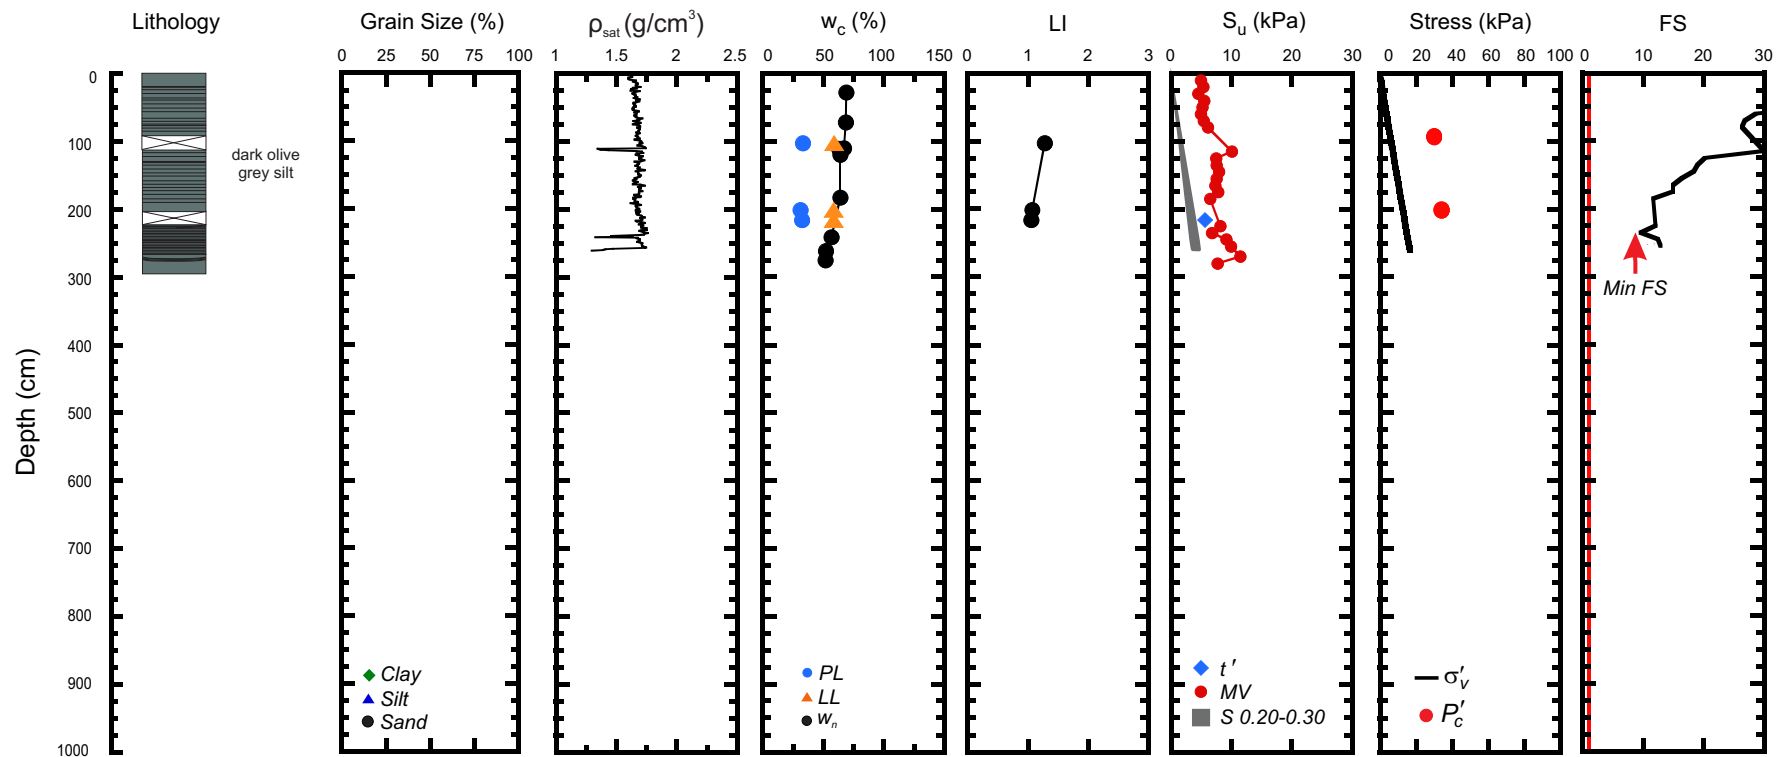 Lithology
Grain Size (%)
ρsat (g/cm³)
wc (%)
LI
Su (kPa)
Stress (kPa)
FS
0 25 50 75 100
1 1.5 2 2.5
0 50 100 150
0 1 2 3
0 10 20 30
0 20 40 60 80 100
0 10 20 30
0
100
200
300
400
500
600
700
800
900
1000
Depth (cm)
dark olive
grey silt
Min FS
Clay
Silt
Sand
PL
LL
wn
t′
MV
S 0.20-0.30
σ′v
P′c